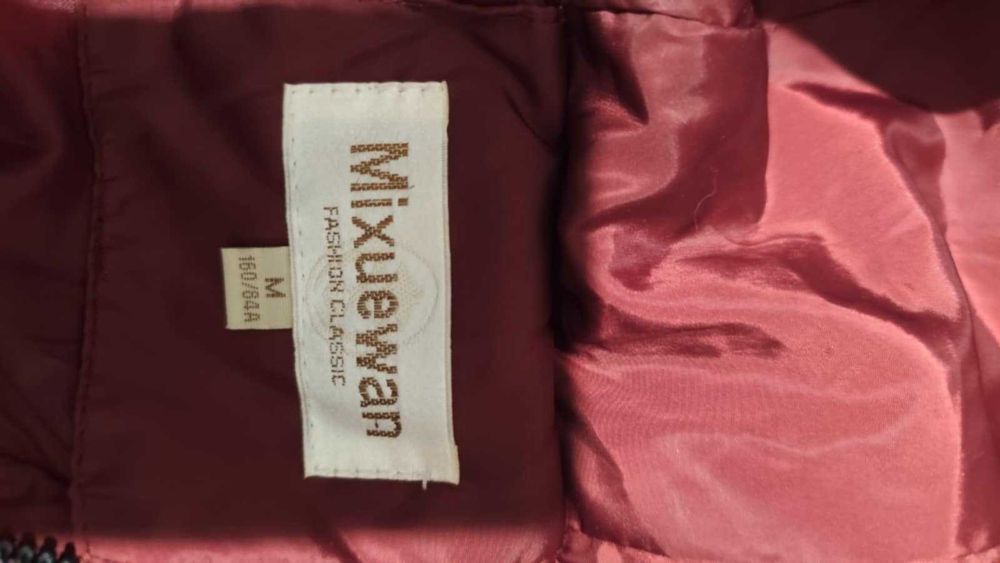 Mixuewan
FASHION CLASSIC
M
160/84A